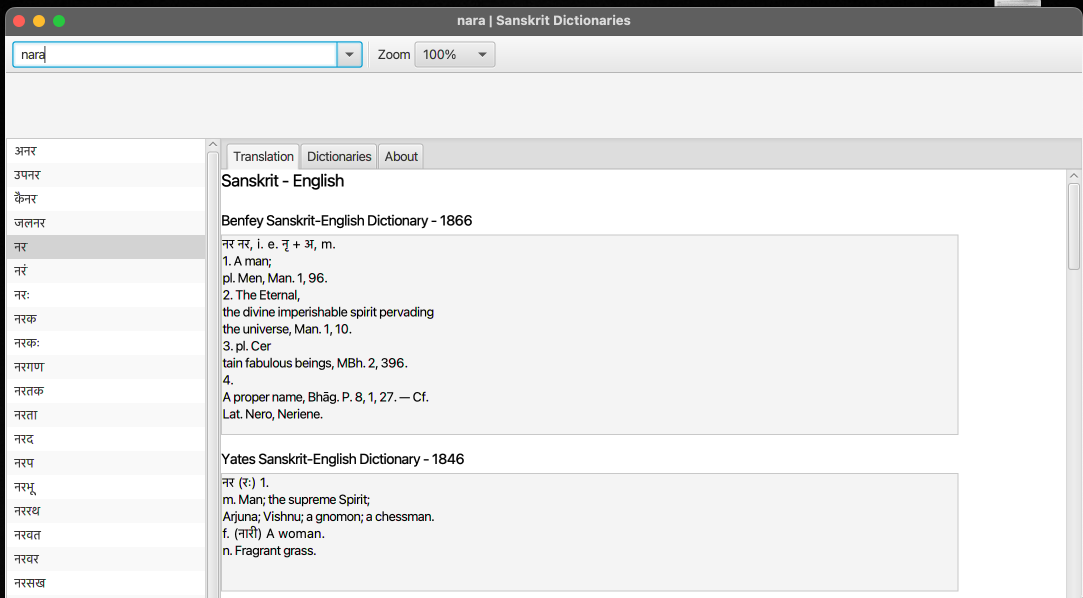 nara | Sanskrit Dictionaries
nara
Zoom 100%
अनर
उपनर
कैनर
जलनर
नर
नरं
नरः
नरक
नरकः
नरगण
नरतक
नरता
नरद
नरप
नरभू
नररथ
नरवत
नरवर
नरसख
Translation Dictionaries About
Sanskrit - English
Benfey Sanskrit-English Dictionary - 1866
नर नर, i. e. नृ + अ, m.
1. A man;
pl. Men, Man. 1, 96.
2. The Eternal,
the divine imperishable spirit pervading
the universe, Man. 1, 10.
3. pl. Cer
tain fabulous beings, MBh. 2, 396.
4.
A proper name, Bhāg. P. 8, 1, 27. — Cf.
Lat. Nero, Neriene.
Yates Sanskrit-English Dictionary - 1846
नर (रः) 1.
m. Man; the supreme Spirit;
Arjuna; Vishnu; a gnomon; a chessman.
f. (नारी) A woman.
n. Fragrant grass.